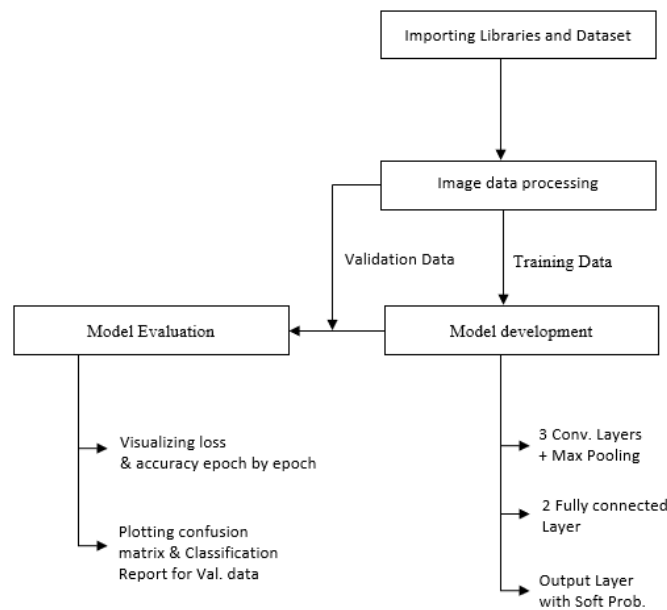 Importing Libraries and Dataset
Image data processing
Validation Data
Training Data
Model Evaluation
Model development
Visualizing loss
& accuracy epoch by epoch
Plotting confusion
matrix & Classification
Report for Val. data
3 Conv. Layers
+ Max Pooling
2 Fully connected
Layer
Output Layer
with Soft Prob.